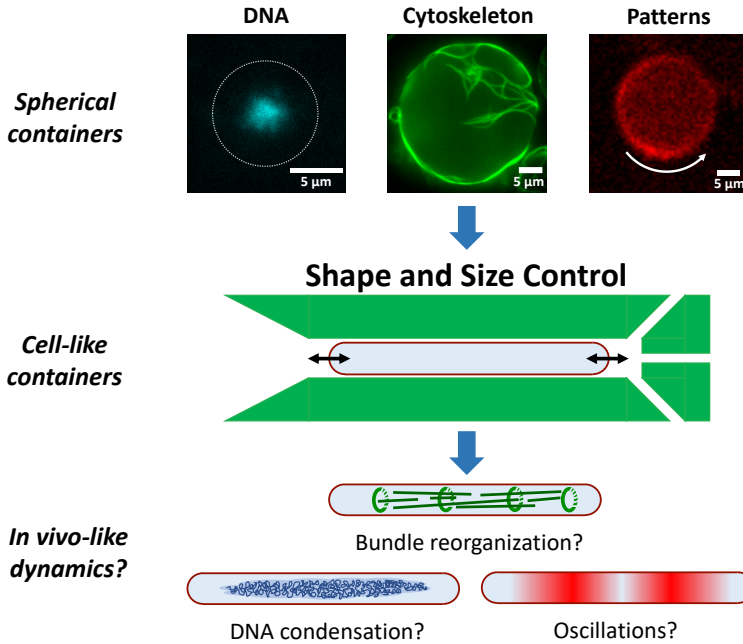 DNA
Cytoskeleton
Patterns
Spherical
containers
5 μm
5 μm
5 μm
Shape and Size Control
Cell-like
containers
In vivo-like
dynamics?
Bundle reorganization?
DNA condensation?
Oscillations?